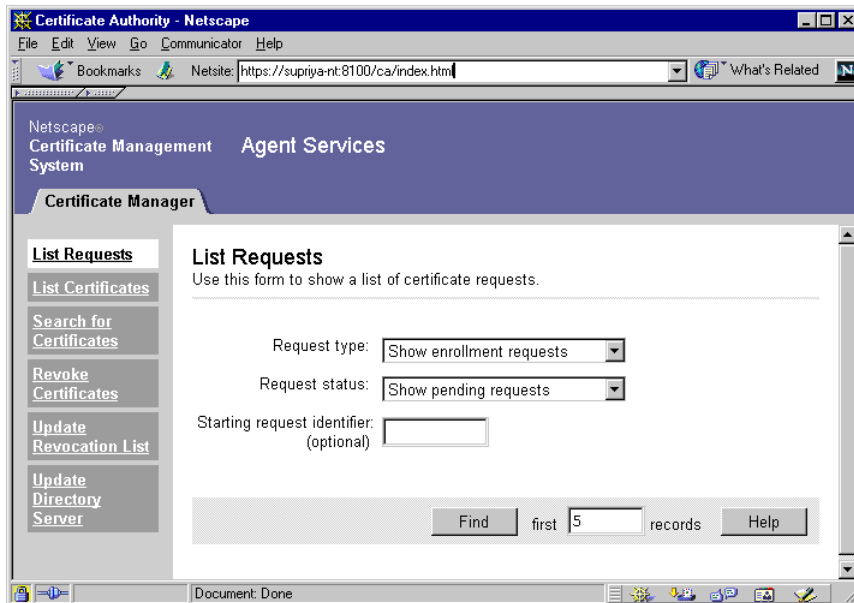 Certificate Authority - Netscape
File Edit View Go Communicator Help
Bookmarks Netsite: https://supriya-nt:8100/ca/index.html What's Related N
Netscape®
Certificate Management
System
Agent Services
Certificate Manager
List Requests
List Certificates
Search for
Certificates
Revoke
Certificates
Update
Revocation List
Update
Directory
Server
List Requests
Use this form to show a list of certificate requests.
Request type: Show enrollment requests
Request status: Show pending requests
Starting request identifier:
(optional)
Find first 5 records Help
Document: Done